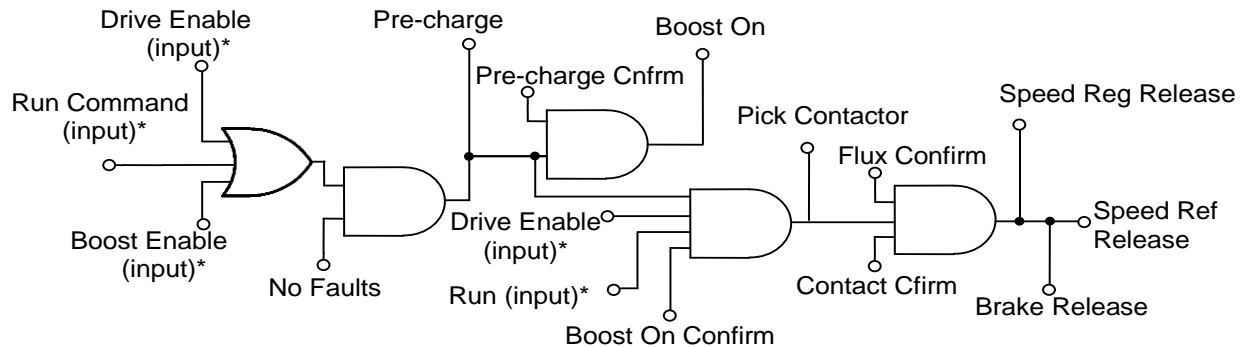 Drive Enable
(input)*
Pre-charge
Boost On
Pre-charge Cnfrm
Run Command
(input)*
Speed Reg Release
Pick Contactor
Flux Confirm
Boost Enable
(input)*
No Faults
Drive Enable
(input)*
Run (input)*
Boost On Confirm
Contact Cfirm
Speed Ref
Release
Brake Release